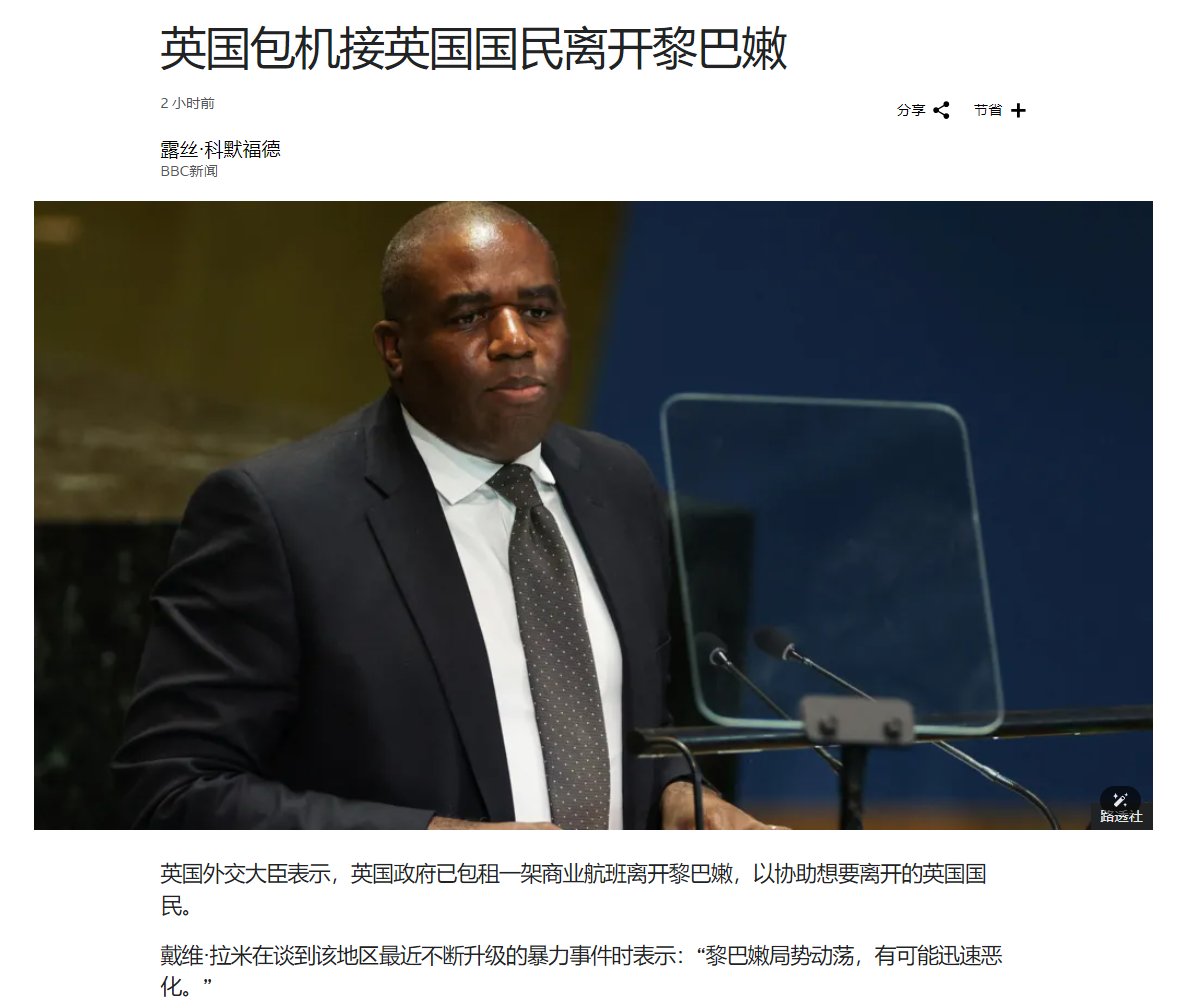 英国包机接英国国民离开黎巴嫩
2 小时前
分享
节省
露丝·科默福德
BBC新闻
路透社
英国外交大臣表示，英国政府已包租一架商业航班离开黎巴嫩，以协助想要离开的英国国
民。
戴维·拉米在谈到该地区最近不断升级的暴力事件时表示：“黎巴嫩局势动荡，有可能迅速恶
化。”